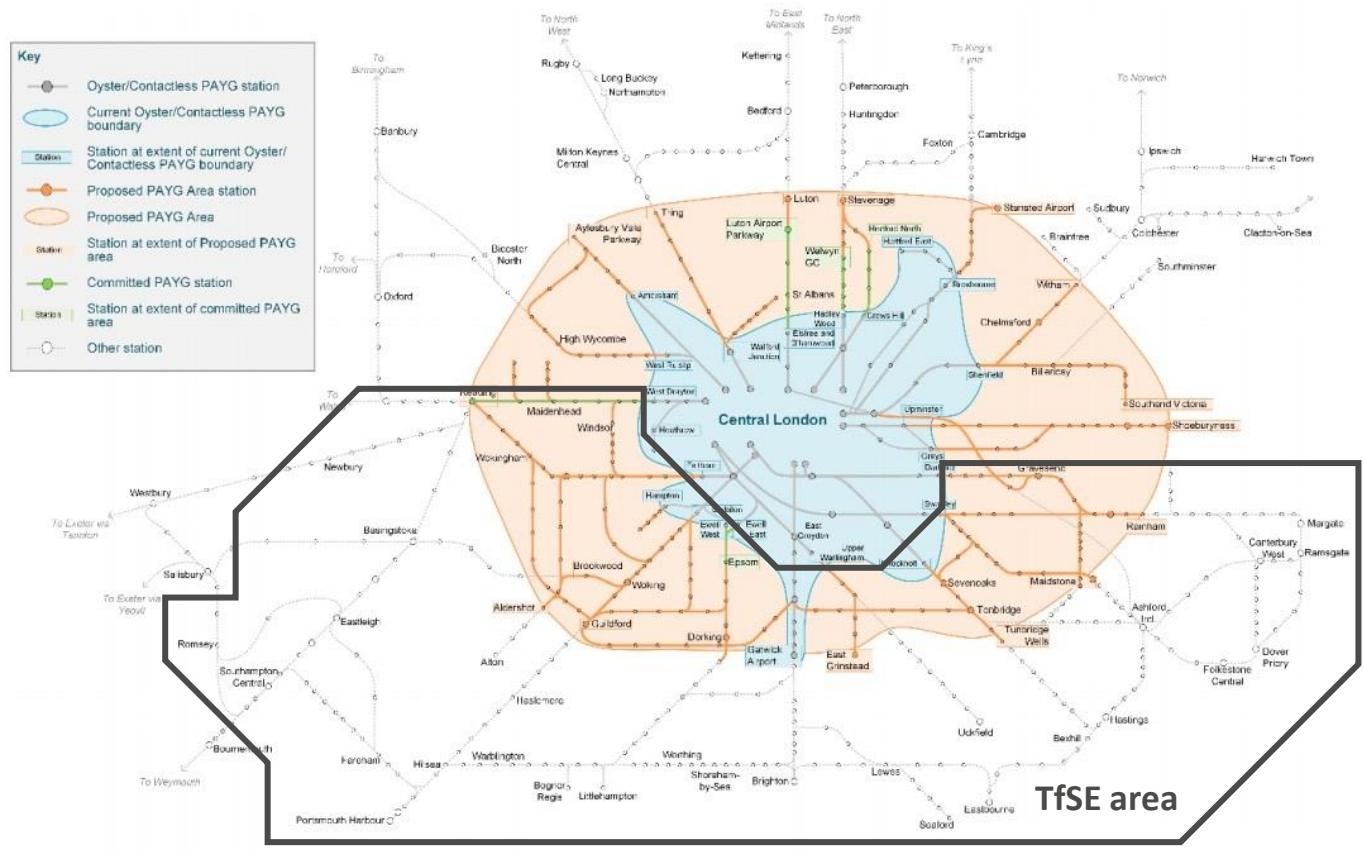 Key
Oyster/Contactless PAYG station
Current Oyster/Contactless PAYG
boundary
Station
Station at extent of current Oyster/
Contactless PAYG boundary
Proposed PAYG Area station
Proposed PAYG Area
Station
Station at extent of Proposed PAYG
area
Committed PAYG station
Station
Station at extent of committed PAYG
area
Other station
To
Birmingham
To North
West
To East
Midlands
To North
East
To King's
Lynn
To Norwich
Rugby
Long Buckby
Northampton
Kettering
Peterborough
Bedford
Huntingdon
Banbury
Foxton
Cambridge
Milton Keynes
Central
Ipswich
Harwich Town
Luton
Stevenage
Stansted Airport
Sudbury
Tring
Aylesbury Vale
Parkway
Luton Airport
Parkway
Hertford North
Hertford East
Colchester
Clacton-on-Sea
Braintree
Bicester
North
Welwyn
GC
Southminster
To
Hereford
Oxford
Amersham
St Albans
Broxbourne
Witham
Hadley
Wood
Crews Hill
Chelmsford
High Wycombe
Watford
Junction
Elstree and
B'hamwood
West Ruislip
Shenfield
Billericay
Reading
West Drayton
To
Wales
Maidenhead
Central London
Upminster
Southend Victoria
Windsor
Heathrow
Shoeburyness
Wokingham
Grays
Dartford
Gravesend
Newbury
Feltham
Westbury
Hampton
Swanley
To Exeter via
Taunton
Basingstoke
Ewell
West
Ewell
East
East
Croydon
Rainham
Margate
Canterbury
West
Ramsgate
Upper
Warlingham
Knockholt
Salisbury
Brookwood
Epsom
Woking
Sevenoaks
Maidstone
To Exeter via
Yeovil
Aldershot
Tonbridge
Ashford
Intl
Eastleigh
Guildford
Romsey
Dorking
Tunbridge
Wells
Alton
Gatwick
Airport
East
Grinstead
Dover
Priory
Southampton
Central
Folkestone
Central
Haslemere
Uckfield
Hastings
Bexhill
Bournemouth
Fareham
Hilsea
Warblington
Worthing
To Weymouth
Bognor
Regis
Littlehampton
Shoreham-
by-Sea
Brighton
Lewes
Eastbourne
TfSE area
Portsmouth Harbour
Seaford